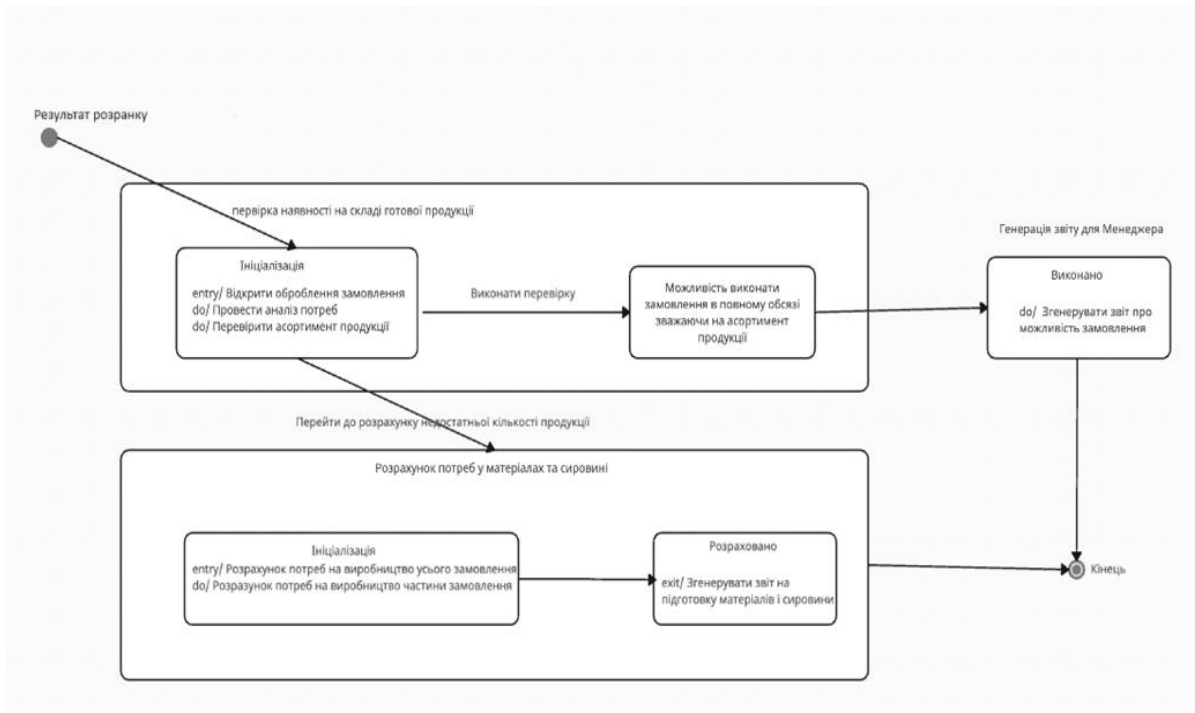 Результат розранку
первірка наявності на складі готової продукції
Ініціалізація
entry/ Відкрити оброблення замовлення
do/ Провести аналіз потреб
do/ Перевірити асортимент продукції
Виконати перевірку
Можливість виконати
замовлення в повному обсязі
зважаючи на асортимент
продукції
Генерація звіту для Менеджера
Виконано
do/ Згенерувати звіт про
можливість замовлення
Перейти до розрахунку недостатньої кількості продукції
Розрахунок потреб у матеріалах та сировині
Ініціалізація
entry/ Розрахунок потреб на виробництво усього замовлення
do/ Розразунок потреб на виробництво частини замовлення
Розраховано
exit/ Згенерувати звіт на
підготовку матеріалів і сировини
Кінець